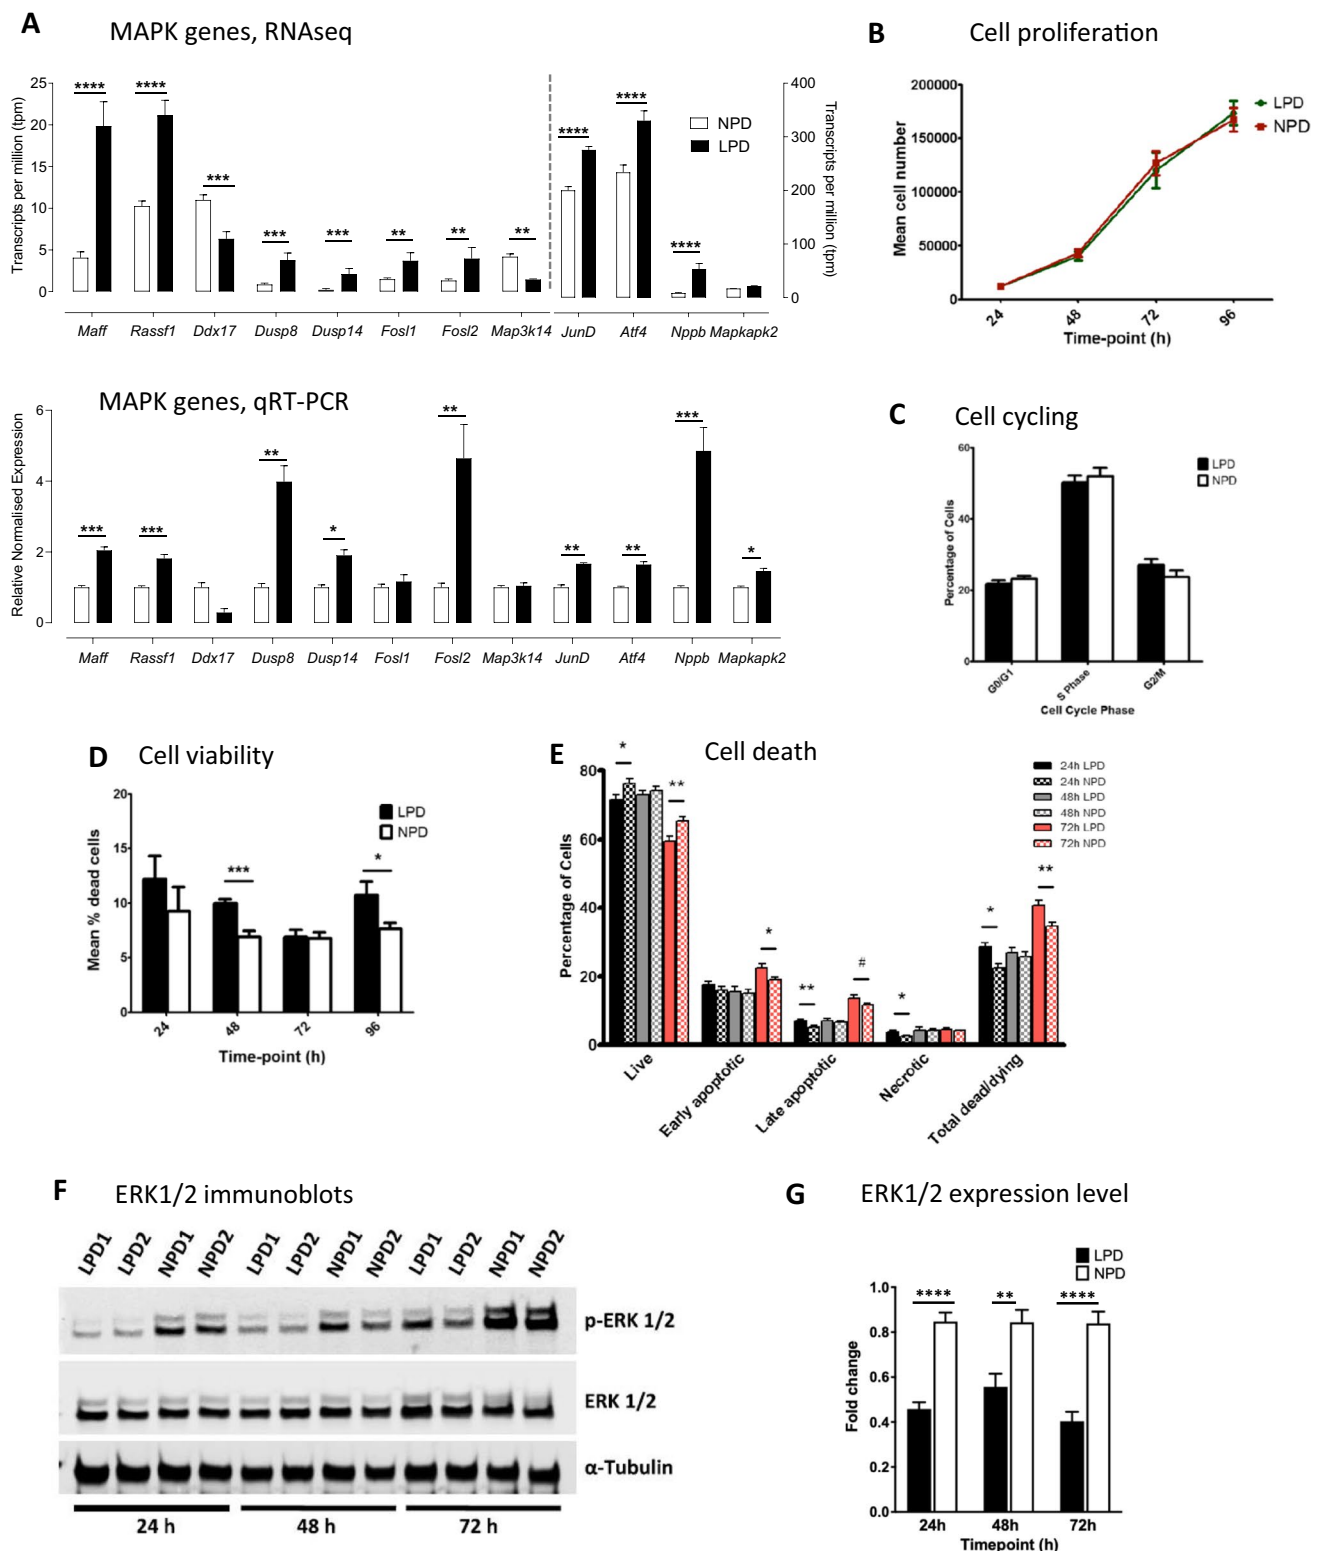 A
MAPK genes, RNAseq
Transcripts per million (tpm)
25
20
15
10
5
0
**** **** *** *** *** ** ** ** **** **** ****
400
300
200
100
0
Transcripts per million (tpm)
NPD
LPD
Maff Rassf1 Ddx17 Dusp8 Dusp14 Fosl1 Fosl2 Map3k14 JunD Atf4 Nppb Mapkapk2
MAPK genes, qRT-PCR
Relative Normalised Expression
6
4
2
0
*** *** ** * ** ** ** *** *
Maff Rassf1 Ddx17 Dusp8 Dusp14 Fosl1 Fosl2 Map3k14 JunD Atf4 Nppb Mapkapk2
B
Cell proliferation
Mean cell number
200000
150000
100000
50000
0
LPD
NPD
24 48 72 96
Time-point (h)
C
Cell cycling
Percentage of Cells
60
40
20
0
LPD
NPD
G0/G1 S Phase G2/M
Cell Cycle Phase
D
Cell viability
Mean % dead cells
20
15
10
5
0
LPD
NPD
*** *
24 48 72 96
Time-point (h)
E
Cell death
Percentage of Cells
80
60
40
20
0
24h LPD
24h NPD
48h LPD
48h NPD
72h LPD
72h NPD
* ** * ** # * * **
Live Early apoptotic Late apoptotic Necrotic Total dead/dying
F
ERK1/2 immunoblots
LPD1 LPD2 NPD1 NPD2 LPD1 LPD2 NPD1 NPD2 LPD1 LPD2 NPD1 NPD2
p-ERK 1/2
ERK 1/2
α-Tubulin
24 h 48 h 72 h
G
ERK1/2 expression level
LPD
NPD
Fold change
1.0
0.8
0.6
0.4
0.2
0.0
**** ** ****
24h 48h 72h
Timepoint (h)